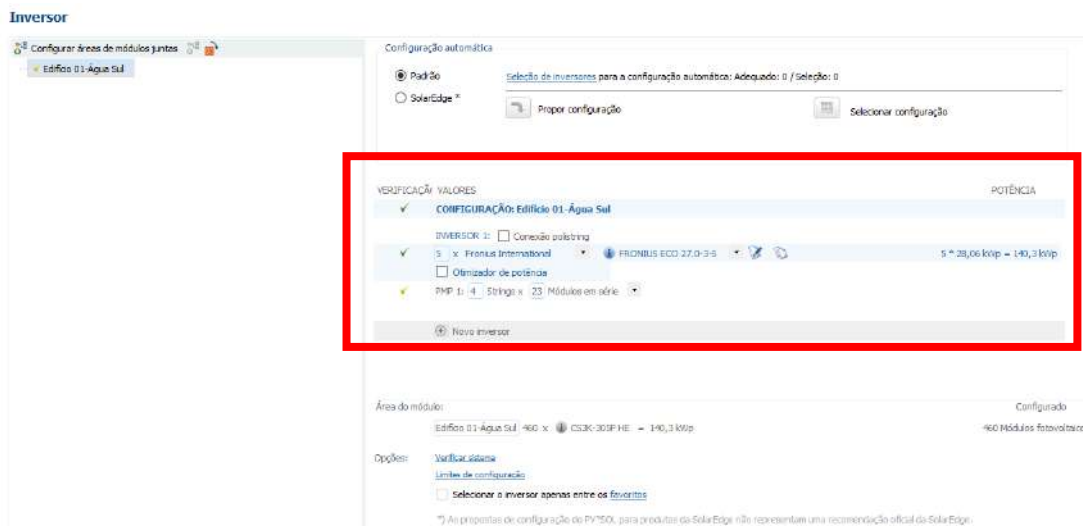 Inversor
Configurar áreas de módulos juntas
Edifício 01-Água Sul
Configuração automática
Padrão
Seleção de inversores para a configuração automática: Adequado: 0 / Seleção: 0
SolarEdge *
Propor configuração
Selecionar configuração
VERIFICAÇÃ VALORES POTÊNCIA
CONFIGURAÇÃO: Edifício 01-Água Sul
INVERSOR 1: Conexão polistring
5 x Fronius International FRONIUS ECO 27.0-3-S 5 * 28,06 kWp = 140,3 kWp
Otimizador de potência
PMP 1: 4 Strings x 23 Módulos em série
Novo inversor
Área do módulo: Configurado
Edifício 01-Água Sul 460 x CS3K-305P HE = 140,3 kWp 460 Módulos fotovoltaico
Opções: Verificar sistema
Limites de configuração
Selecionar o inversor apenas entre os favoritos
*) As propostas de configuração do PV*SOL para produtos da SolarEdge não representam uma recomendação oficial da SolarEdge.